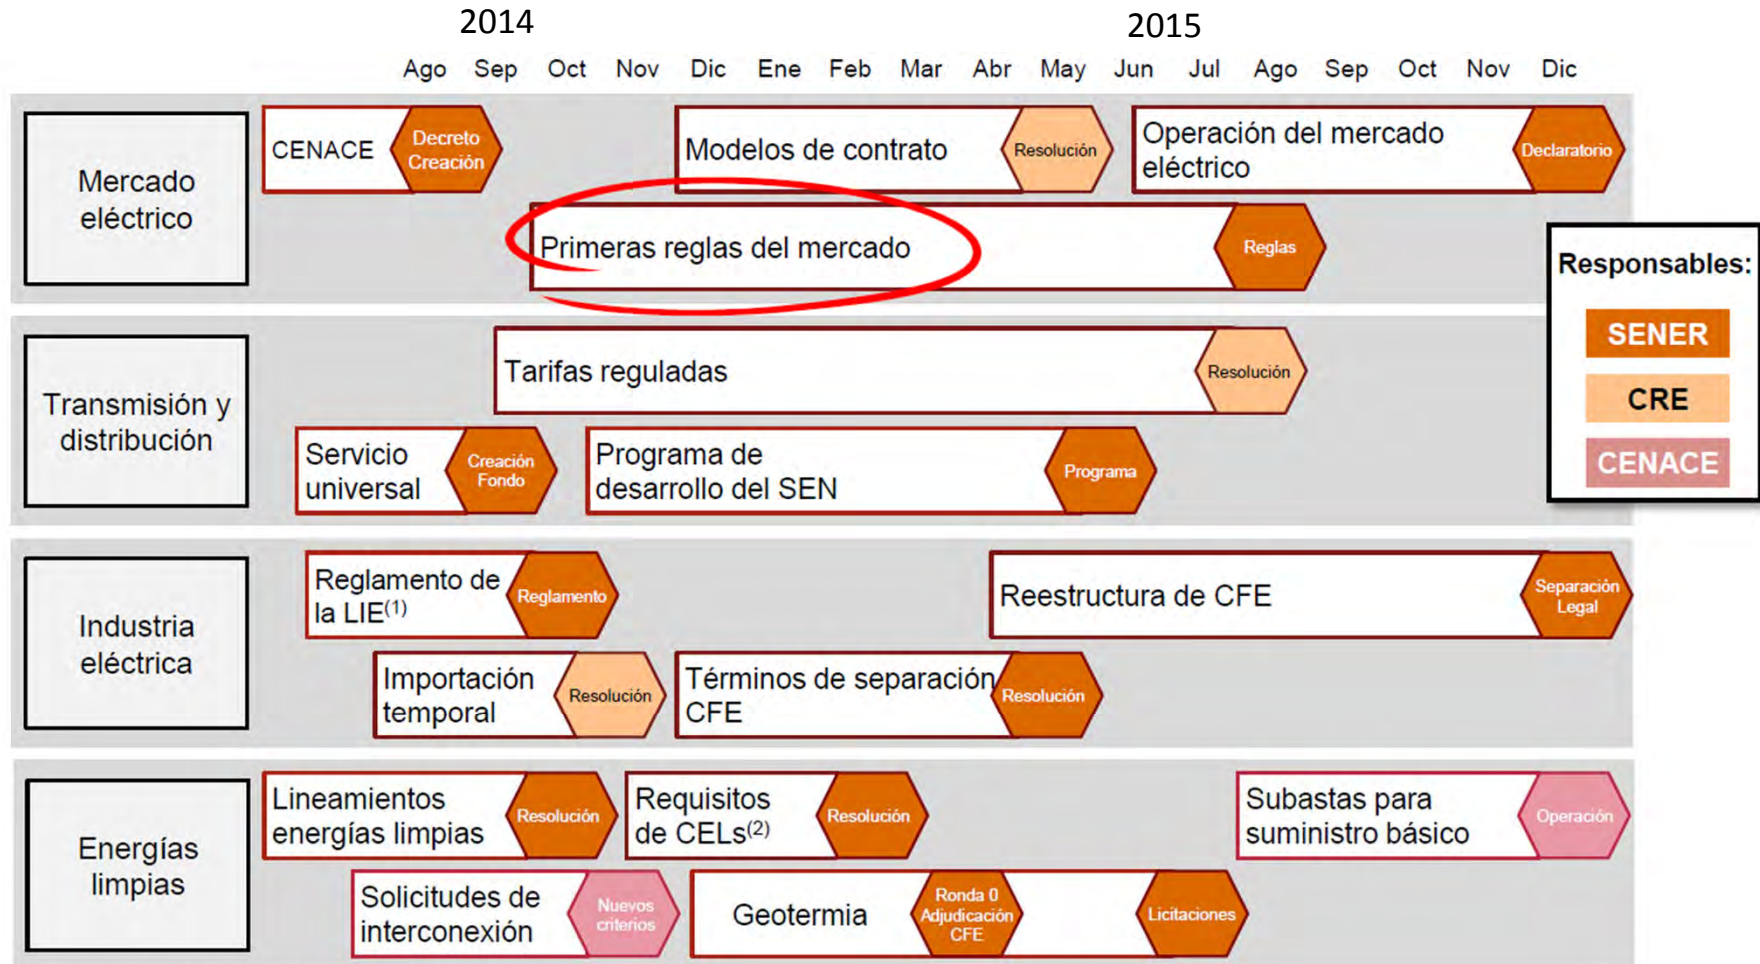 2014
2015
Ago Sep Oct Nov Dic Ene Feb Mar Abr May Jun Jul Ago Sep Oct Nov Dic
Mercado
eléctrico
CENACE
Decreto
Creación
Modelos de contrato
Resolución
Operación del mercado
eléctrico
Declaratorio
Primeras reglas del mercado
Reglas
Responsables:
SENER
CRE
CENACE
Transmisión y
distribución
Tarifas reguladas
Resolución
Servicio
universal
Creación
Fondo
Programa de
desarrollo del SEN
Programa
Industria
eléctrica
Reglamento de
la LIE(1)
Reglamento
Reestructura de CFE
Separación
Legal
Importación
temporal
Resolución
Términos de separación
CFE
Resolución
Energías
limpias
Lineamientos
energías limpias
Resolución
Requisitos
de CELs(2)
Resolución
Subastas para
suministro básico
Operación
Solicitudes de
interconexión
Nuevos
criterios
Geotermia
Ronda 0
Adjudicación
CFE
Licitaciones